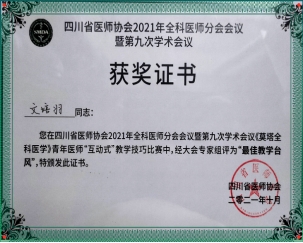 四川省医师协会2021年全科医师分会会议
暨第九次学术会议
获奖证书
文培羽 同志:
您在四川省医师协会2021年全科医师分会会议暨第九次学术会议《莫塔全
科医学》青年医师“互动式”教学技巧比赛中,经大会专家组评为“最佳教学台
风”,特颁发此证书。
四川省医师协会
二〇二一年十月